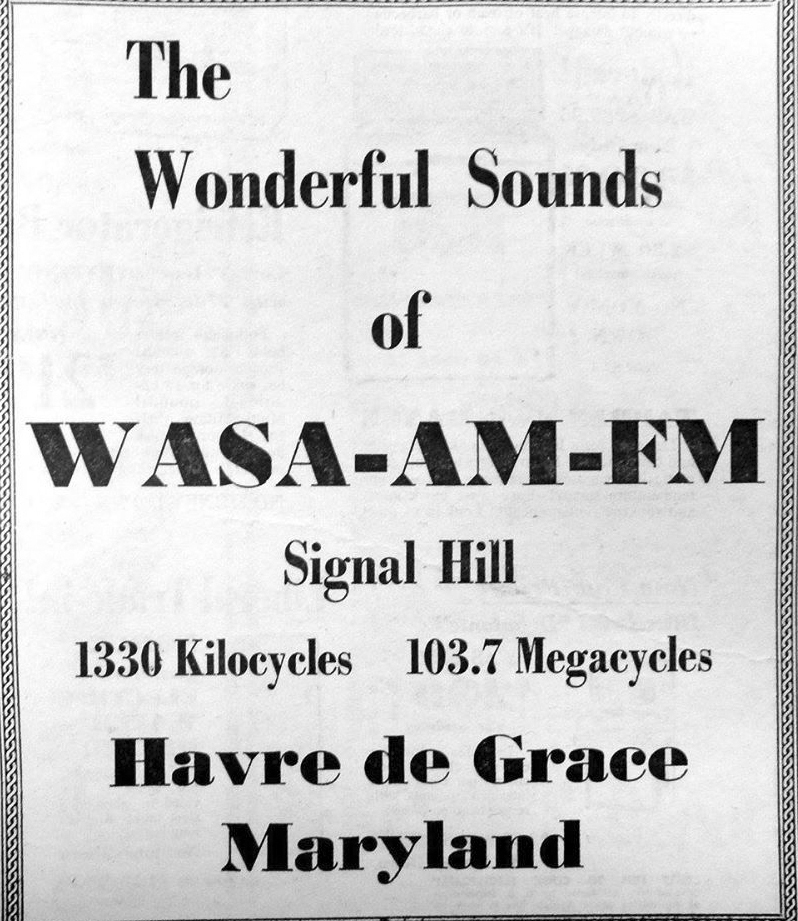 The
Wonderful Sounds
of
WASA-AM-FM
Signal Hill
1330 Kilocycles 103.7 Megacycles
Havre de Grace
Maryland